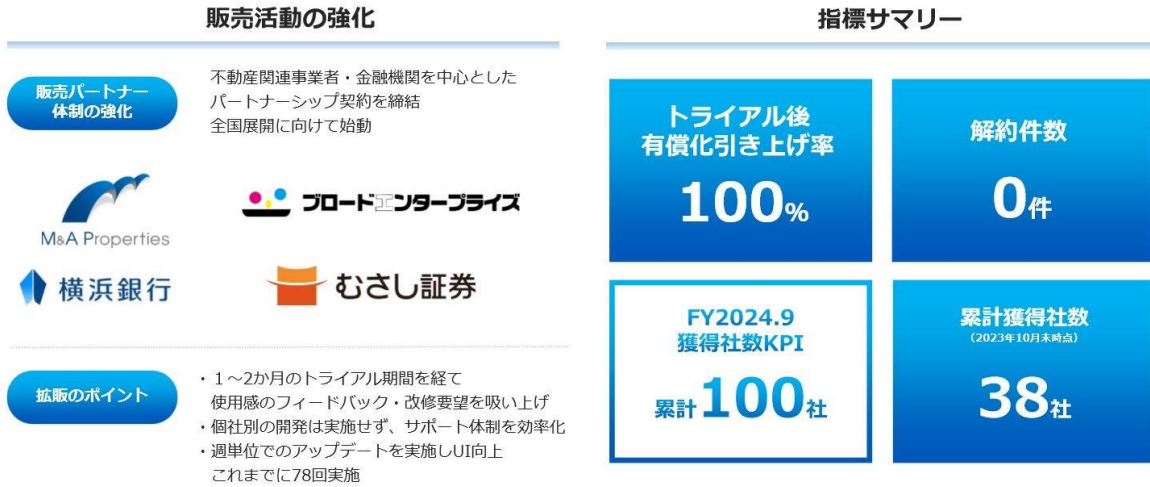 販売活動の強化
販売パートナー
体制の強化
不動産関連事業者・金融機関を中心とした
パートナーシップ契約を締結
全国展開に向けて始動
M&A Properties
ブロードエンタープライズ
横浜銀行
むさし証券
拡販のポイント
・１～2か月のトライアル期間を経て
使用感のフィードバック・改修要望を吸い上げ
・個社別の開発は実施せず、サポート体制を効率化
・週単位でのアップデートを実施しUI向上
これまでに78回実施
指標サマリー
トライアル後
有償化引き上げ率
100%
解約件数
0件
FY2024.9
獲得社数KPI
累計100社
累計獲得社数
(2023年10月末時点)
38社